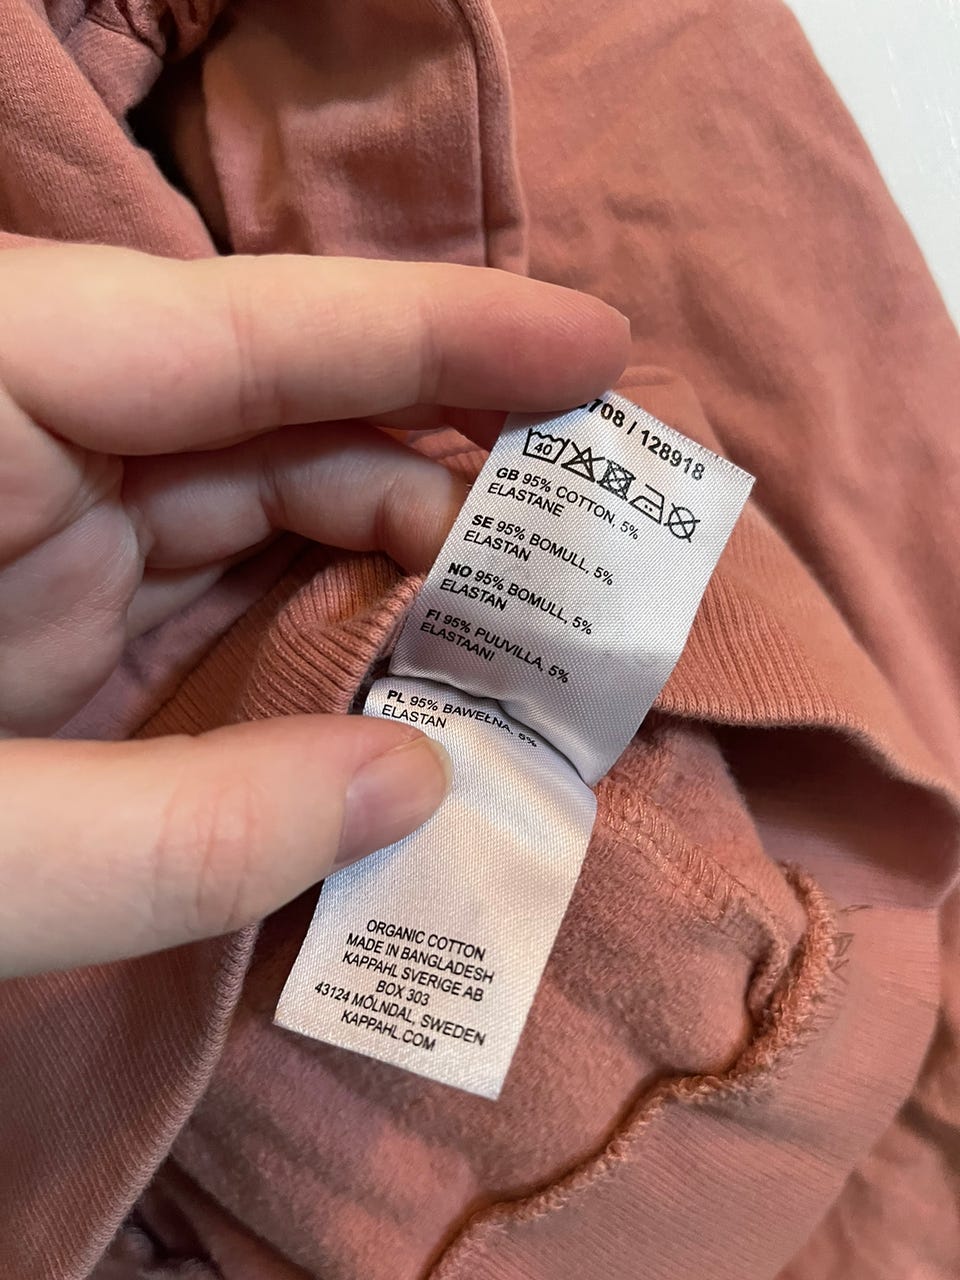 708 / 128918
40
GB 95% COTTON, 5%
ELASTANE
SE 95% BOMULL, 5%
ELASTAN
NO 95% BOMULL, 5%
ELASTAN
FI 95% PUUVILLA, 5%
ELASTAANI
PL 95% BAWEŁNA, 5%
ELASTAN
ORGANIC COTTON
MADE IN BANGLADESH
KAPPAHL SVERIGE AB
BOX 303
43124 MÖLNDAL, SWEDEN
KAPPAHL.COM